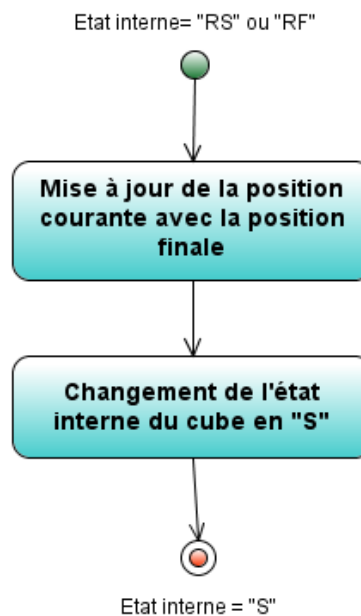 Etat interne= "RS" ou "RF"
Mise à jour de la position
courante avec la position
finale
Changement de l'état
interne du cube en "S"
Etat interne = "S"